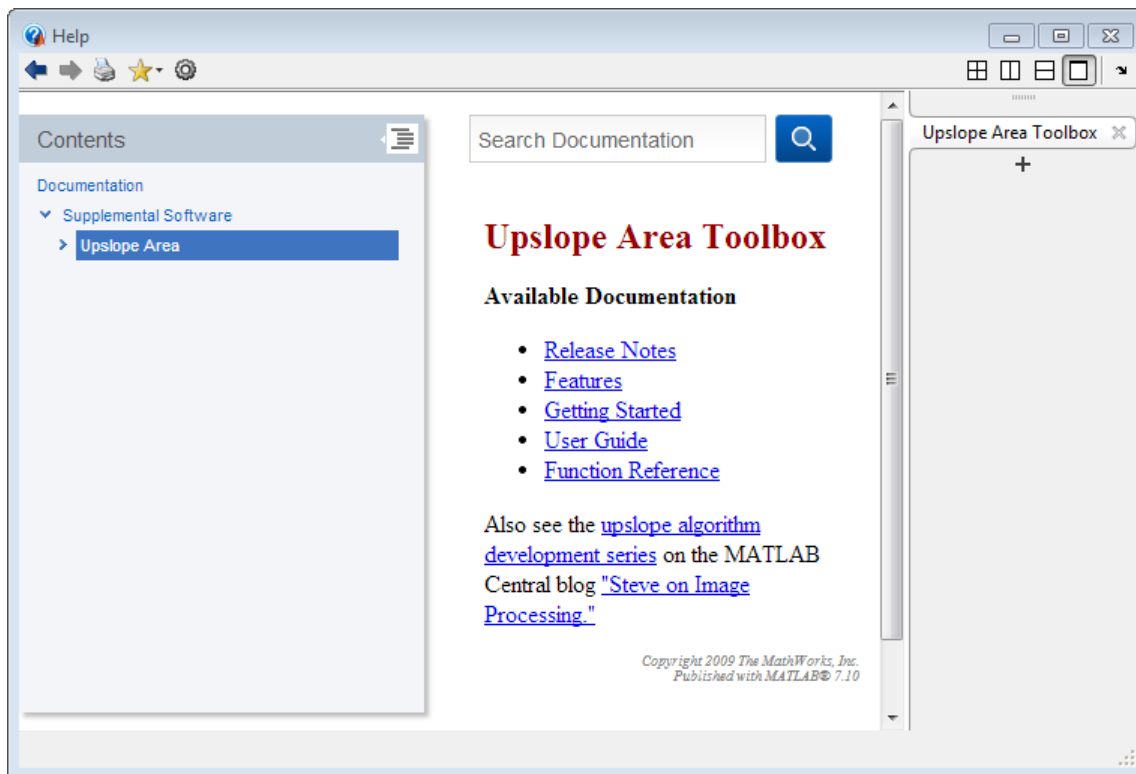 Help
Contents
Documentation
Supplemental Software
Upslope Area
Search Documentation
Upslope Area Toolbox
Available Documentation
Release Notes
Features
Getting Started
User Guide
Function Reference
Also see the upslope algorithm
development series on the MATLAB
Central blog "Steve on Image
Processing."
Copyright 2009 The MathWorks, Inc.
Published with MATLAB® 7.10
Upslope Area Toolbox